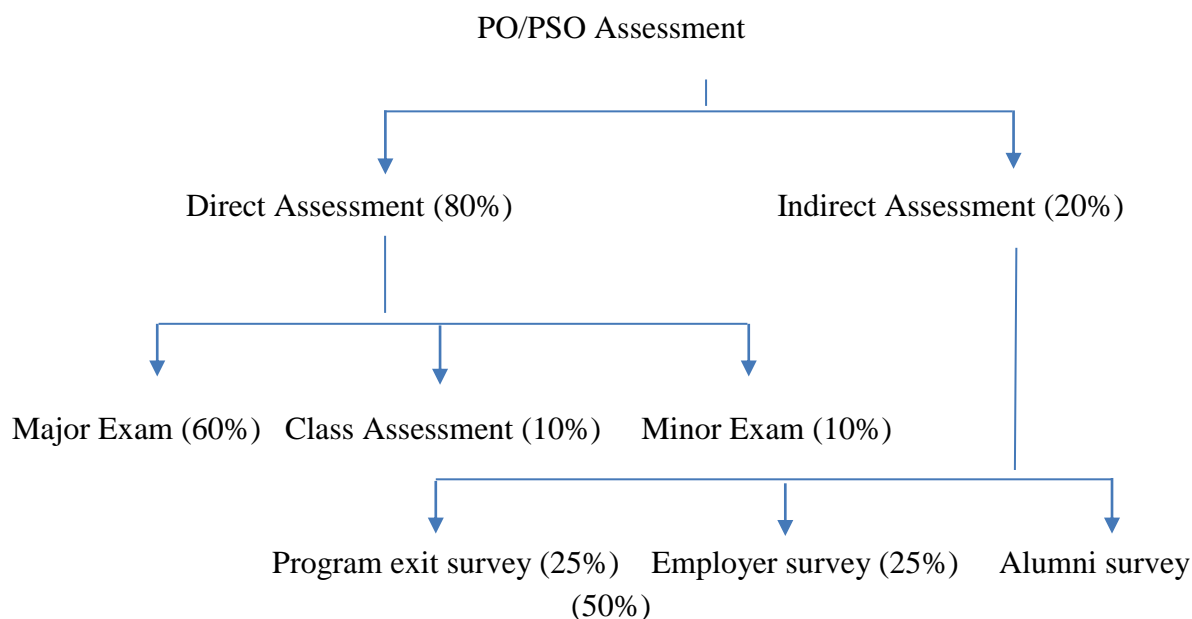 PO/PSO Assessment
Direct Assessment (80%) Indirect Assessment (20%)
Major Exam (60%) Class Assessment (10%) Minor Exam (10%)
Program exit survey (25%) Employer survey (25%) Alumni survey
(50%)